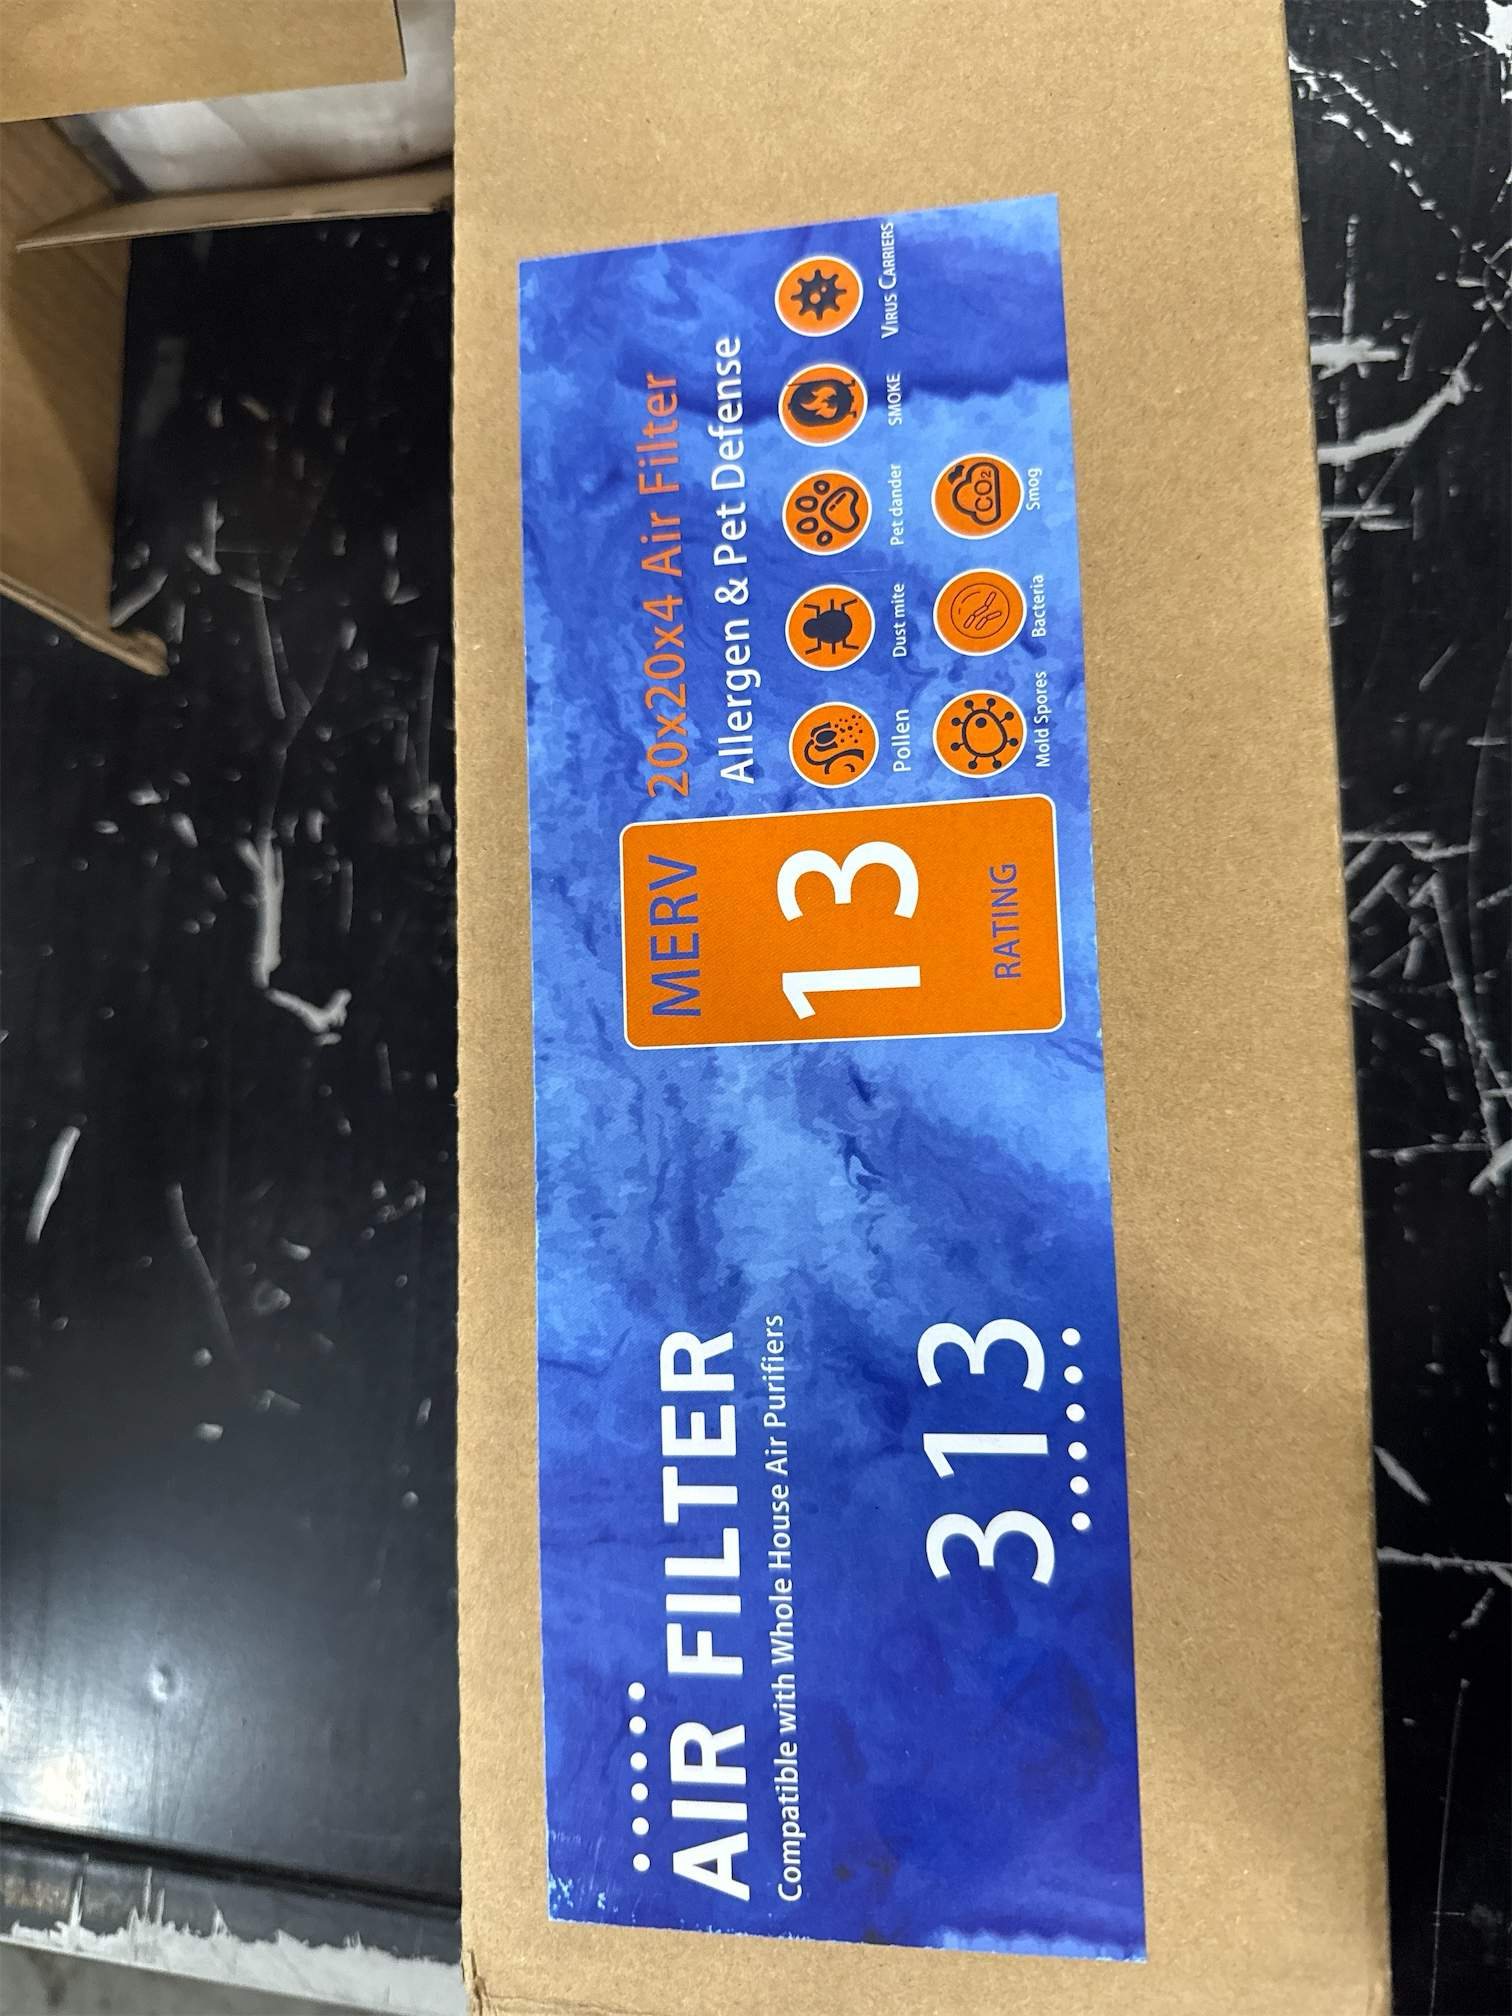 AIR FILTER
Compatible with Whole House Air Purifiers
313
MERV
13
RATING
20x20x4 Air Filter
Allergen & Pet Defense
Pollen
Dust mite
Pet dander
SMOKE
VIRUS CARRIERS
Mold Spores
Bacteria
CO₂
Smog